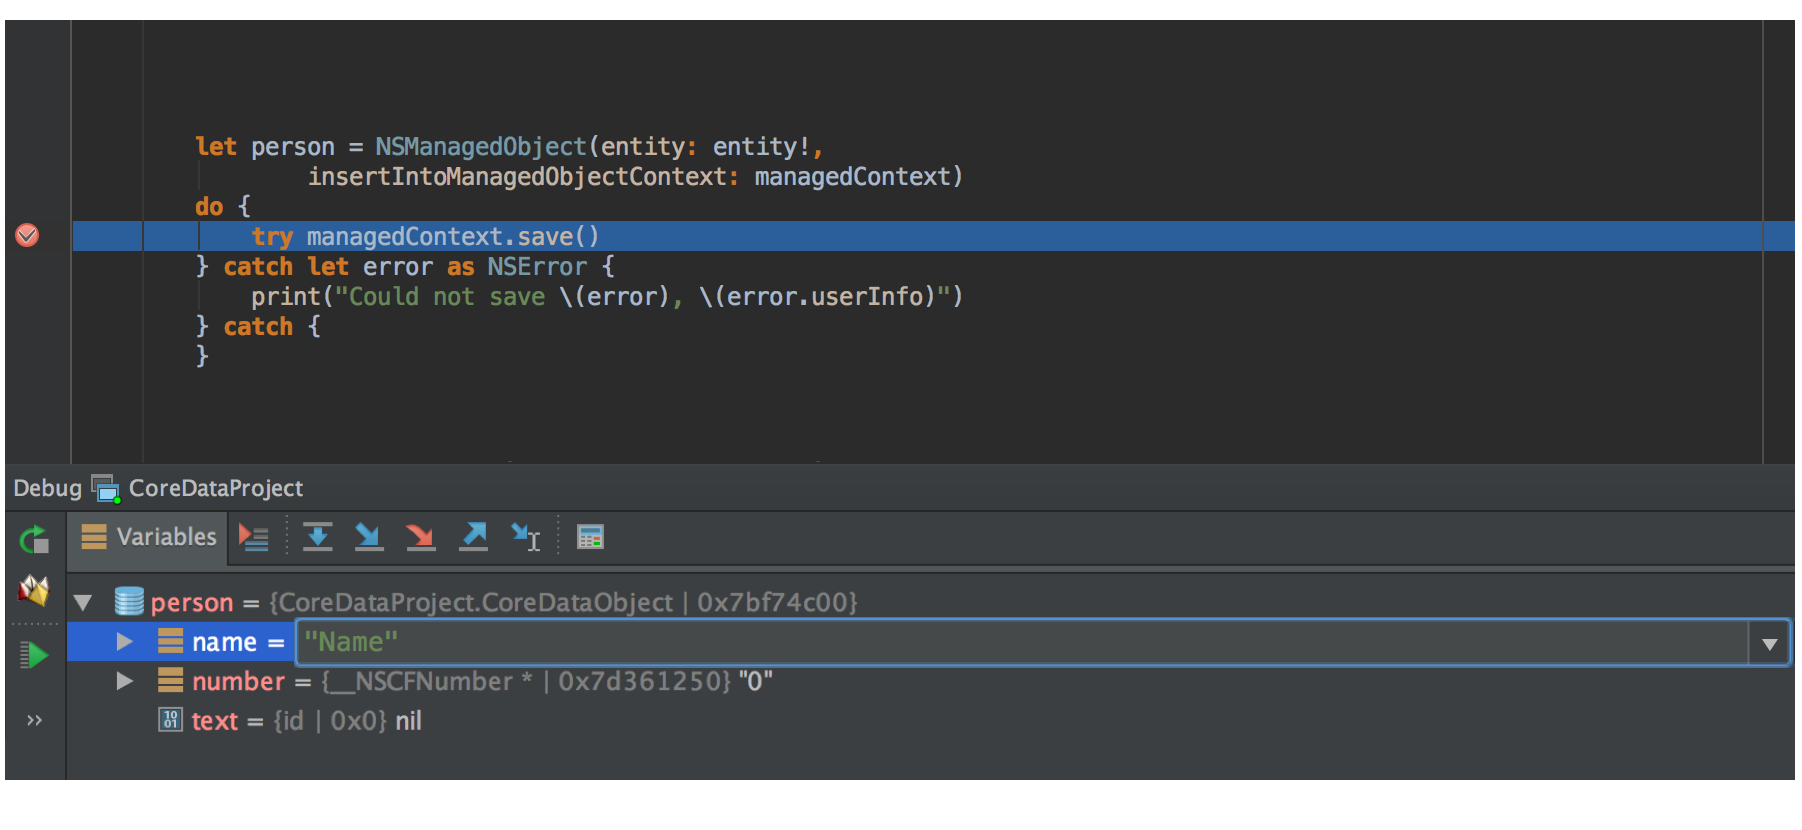 let person = NSManagedObject(entity: entity!,
insertIntoManagedObjectContext: managedContext)
do {
try managedContext.save()
} catch let error as NSError {
print("Could not save \(error), \(error.userInfo)")
} catch {
}
Debug CoreDataProject
Variables
person = {CoreDataProject.CoreDataObject | 0x7bf74c00}
name = "Name"
number = {__NSCFNumber * | 0x7d361250} "0"
text = {id | 0x0} nil